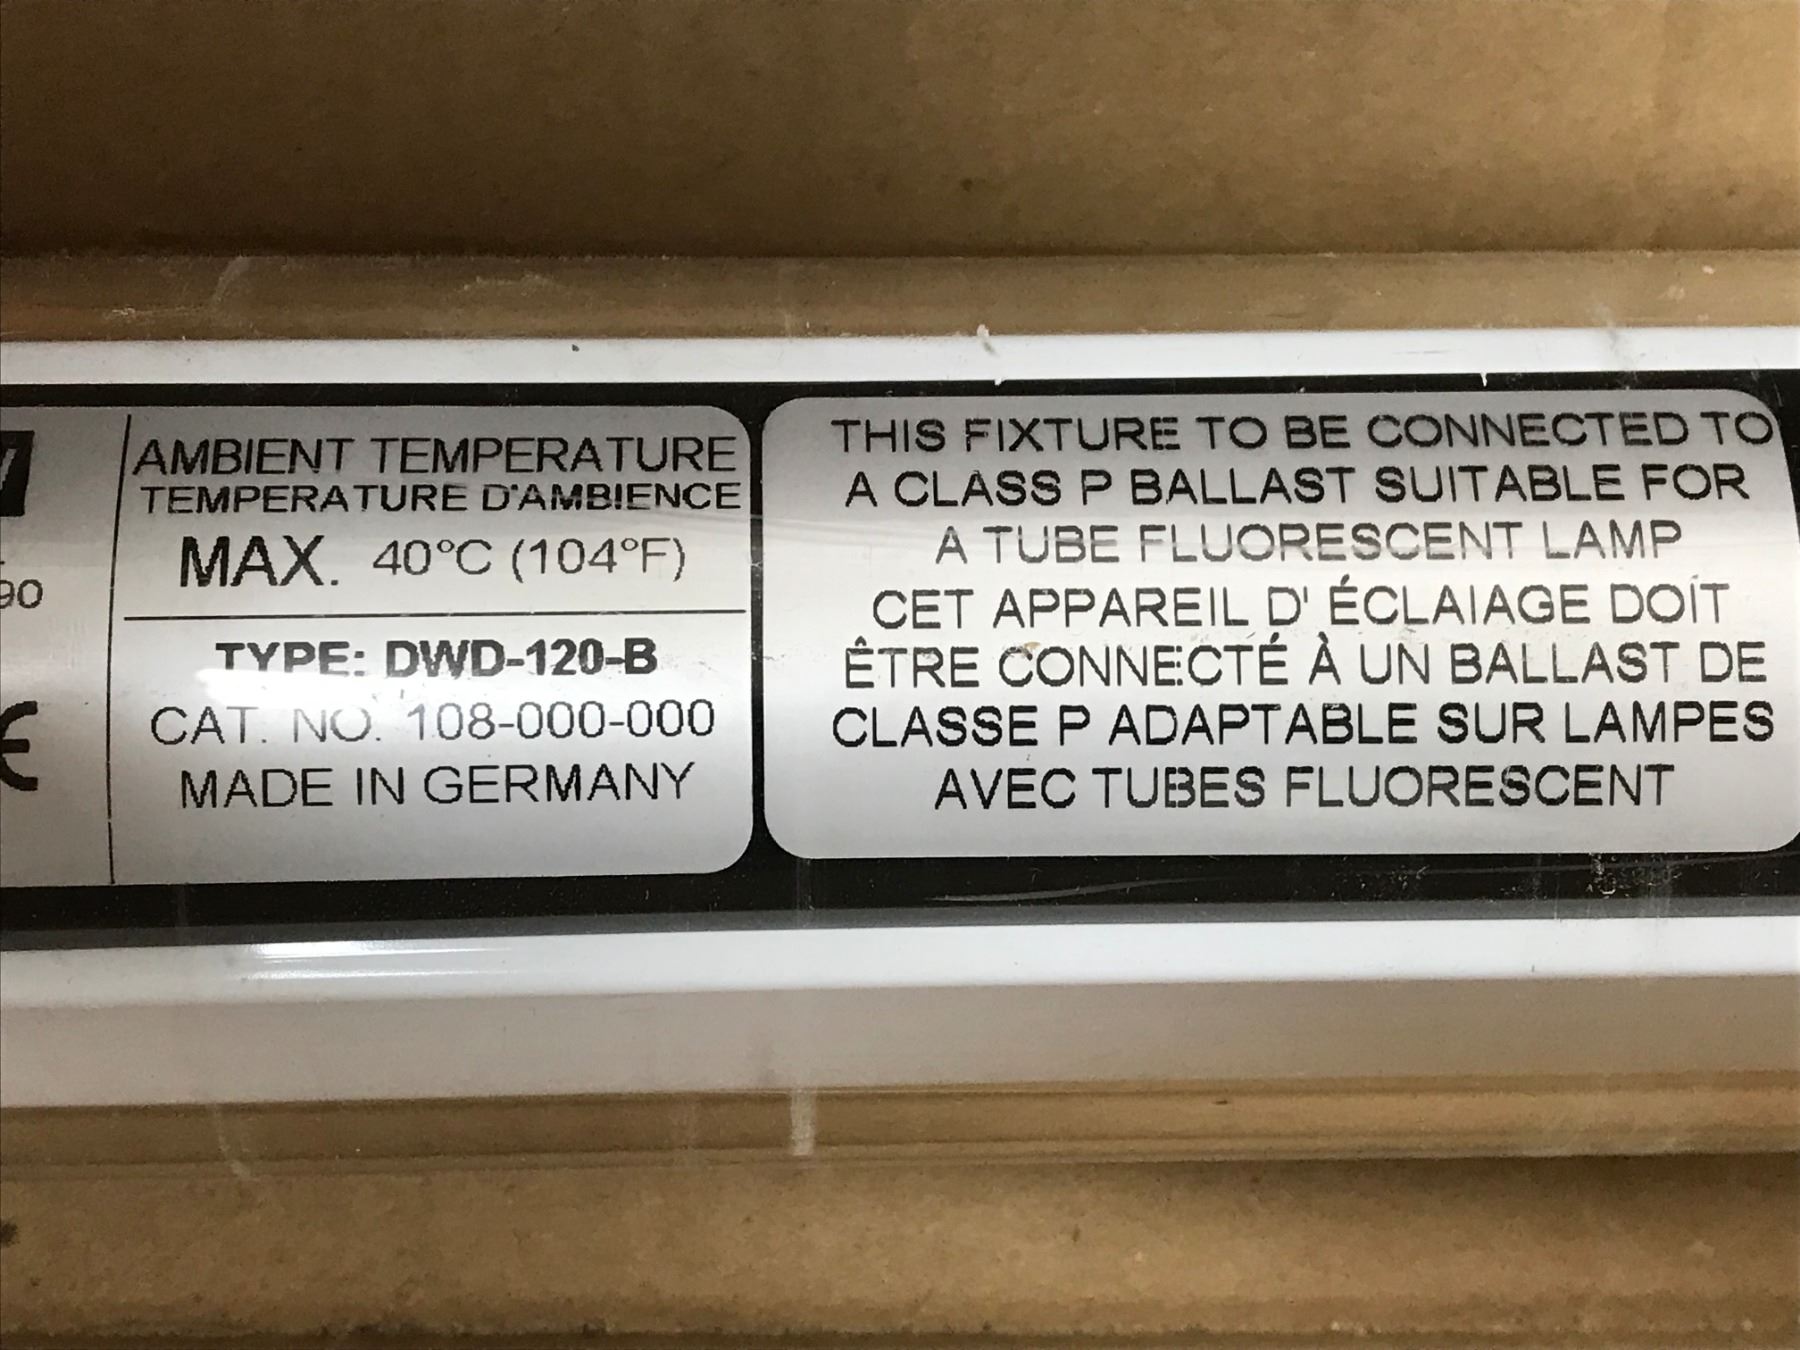 90
CE
AMBIENT TEMPERATURE
TEMPERATURE D'AMBIENCE
MAX. 40°C (104°F)
TYPE: DWD-120-B
CAT. NO. 108-000-000
MADE IN GERMANY
THIS FIXTURE TO BE CONNECTED TO
A CLASS P BALLAST SUITABLE FOR
A TUBE FLUORESCENT LAMP
CET APPAREIL D' ÉCLAIAGE DOIT
ÊTRE CONNECTÉ À UN BALLAST DE
CLASSE P ADAPTABLE SUR LAMPES
AVEC TUBES FLUORESCENT